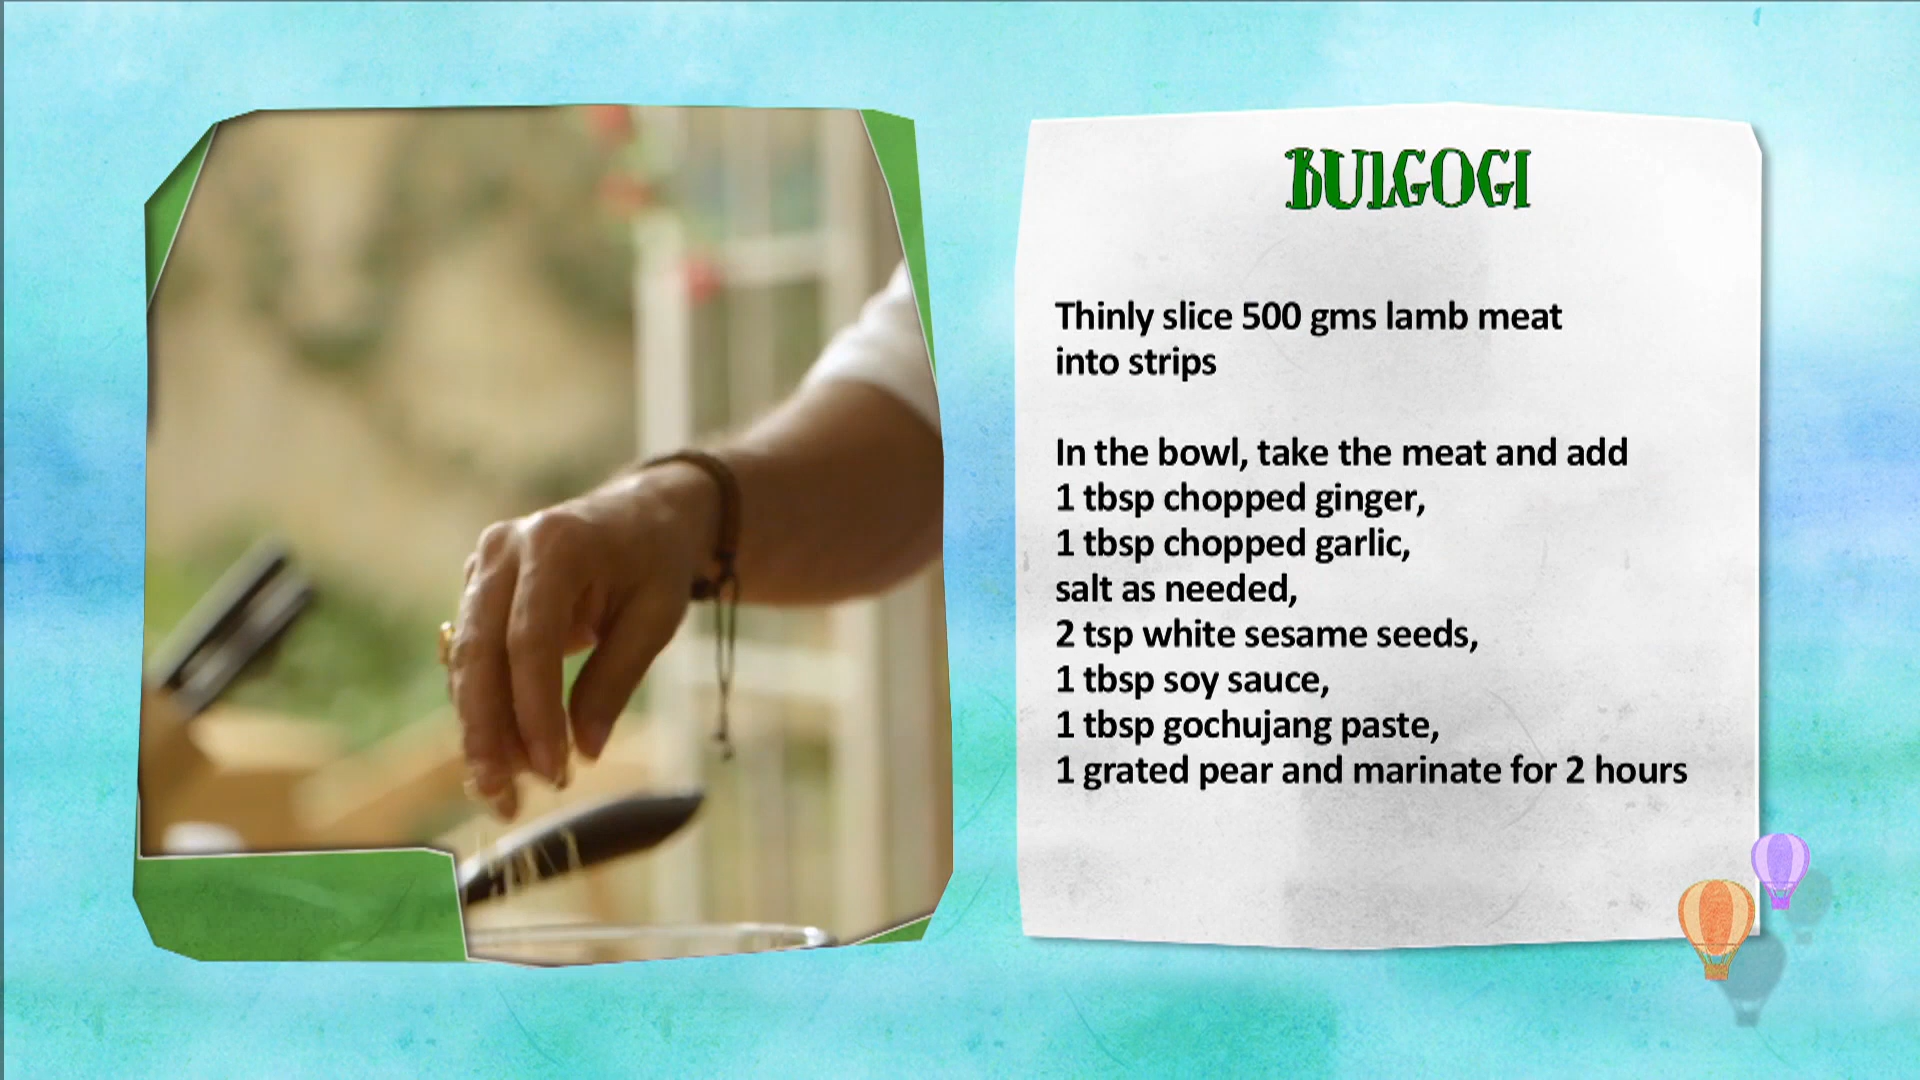 BULGOGI
Thinly slice 500 gms lamb meat
into strips
In the bowl, take the meat and add
1 tbsp chopped ginger,
1 tbsp chopped garlic,
salt as needed,
2 tsp white sesame seeds,
1 tbsp soy sauce,
1 tbsp gochujang paste,
1 grated pear and marinate for 2 hours